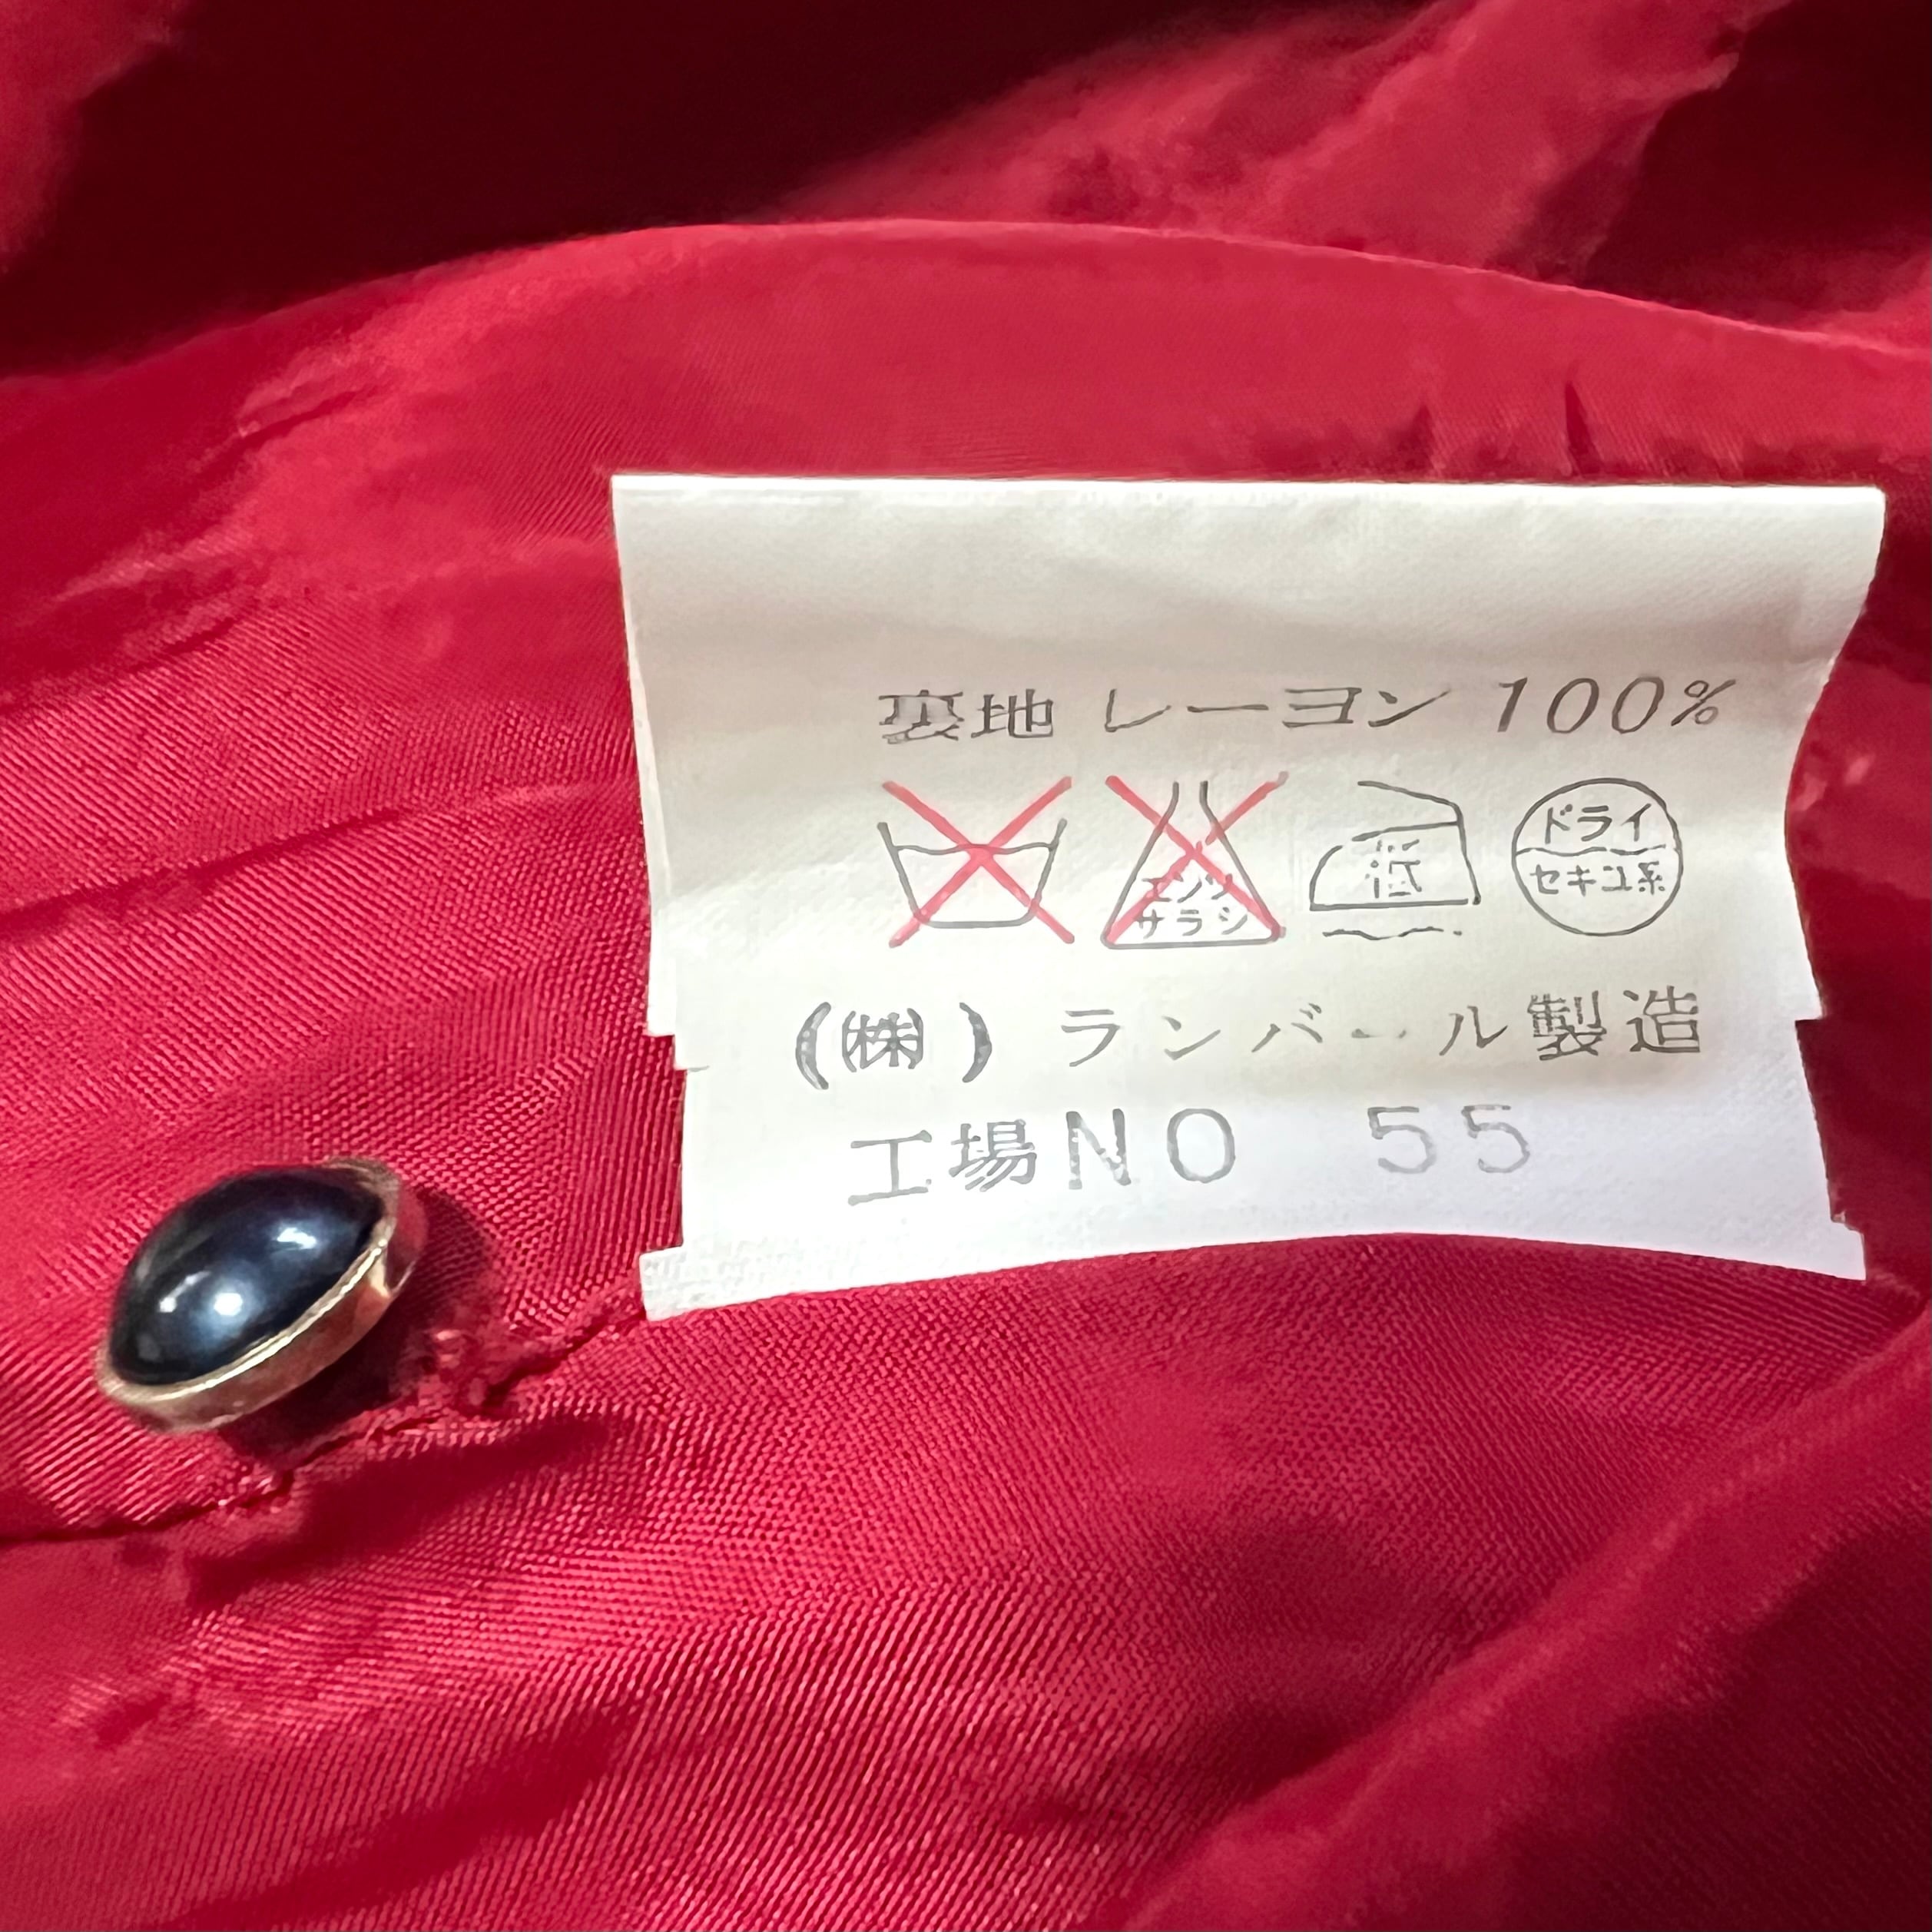 裏地 レーヨン 100%
エンソ
サラシ
低
ドライ
セキユ系
(株) ランバール製造
工場NO 55